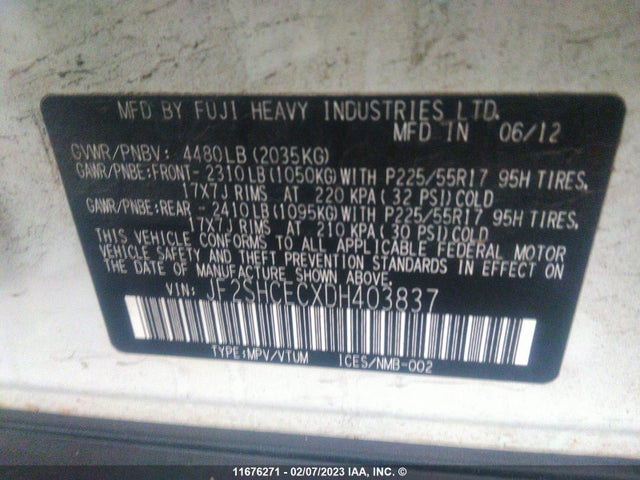 MFD BY FUJI HEAVY INDUSTRIES LTD.
MFD IN 06/12
GVWR/PNBV: 4480LB(2035KG)
GAWR/PNBE:FRONT-2310LB(1050KG)WITH P225/55R17 95H TIRES,
17X7J RIMS AT 220 KPA(32 PSI)COLD
GAWR/PNBE:REAR -2410LB(1095KG)WITH P225/55R17 95H TIRES,
17X7J RIMS AT 210 KPA(30 PSI)COLD
THIS VEHICLE CONFORMS TO ALL APPLICABLE FEDERAL MOTOR
VEHICLE SAFETY AND THEFT PREVENTION STANDARDS IN EFFECT ON
THE DATE OF MANUFACTURE SHOWN ABOVE.
VIN: JF2SHCECXDH403837
TYPE:MPV/VTUM ICES/NMB-002
11676271 - 02/07/2023 IAA, INC. ©